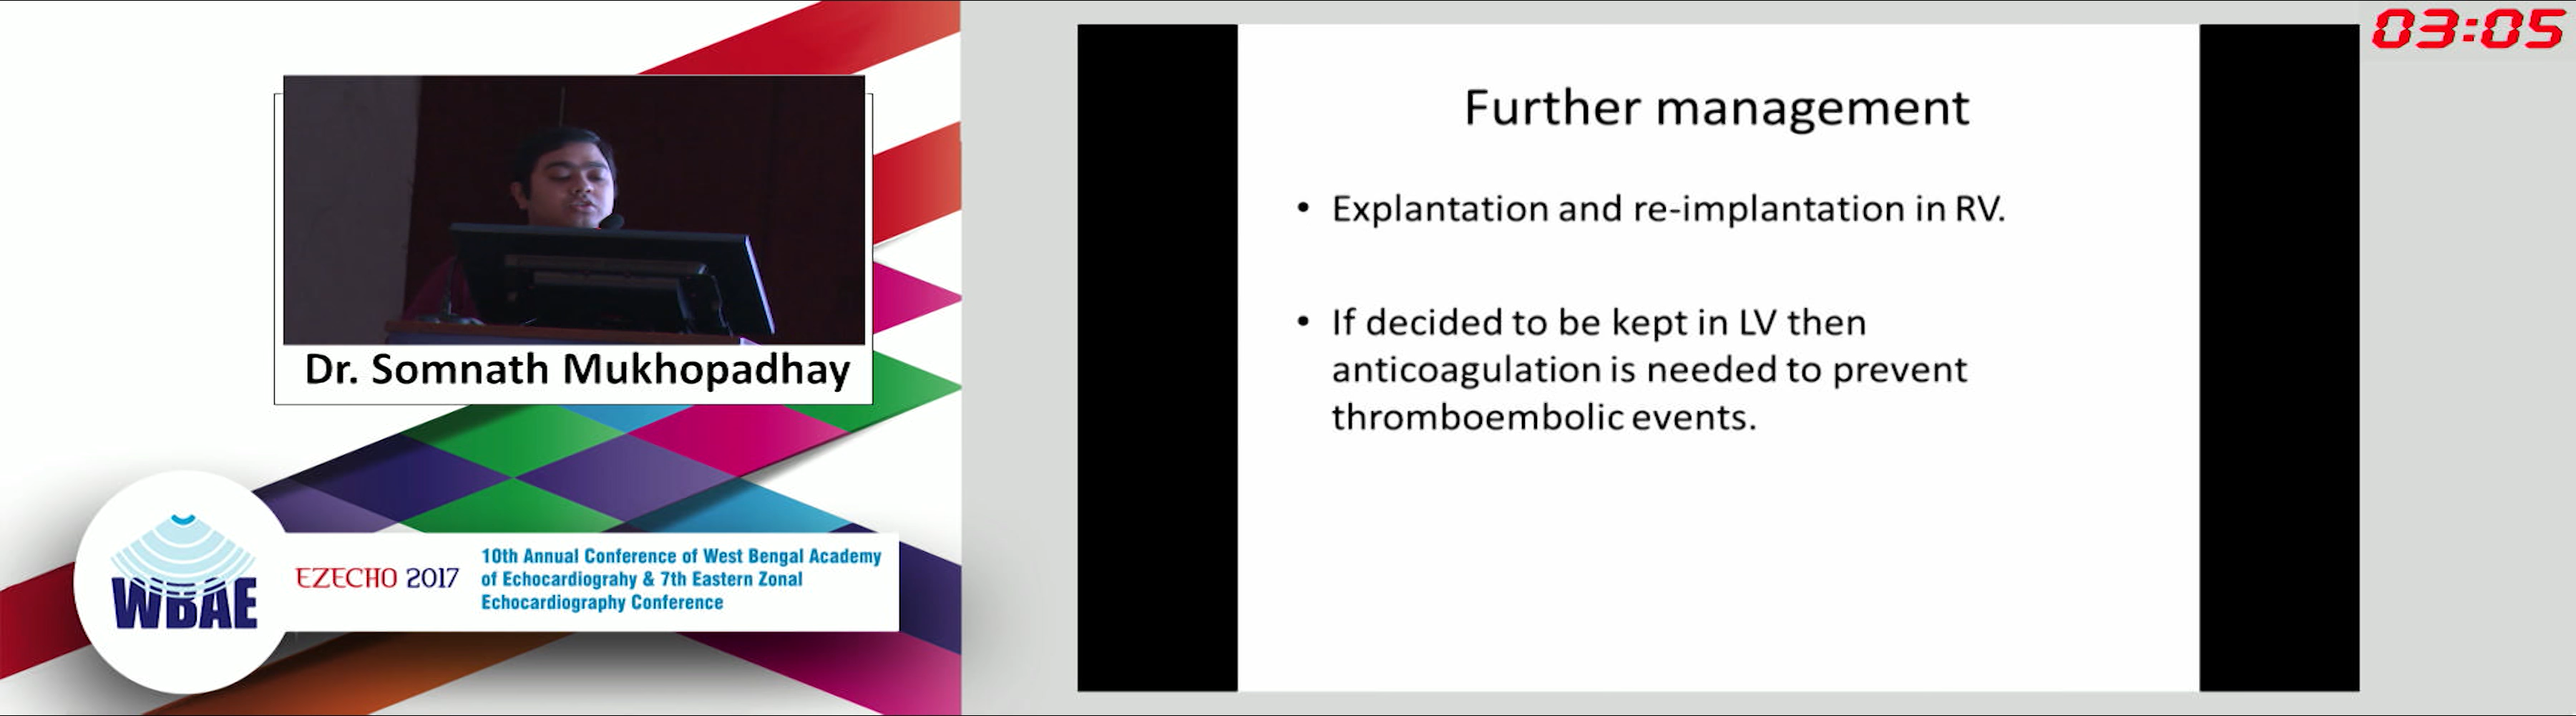 03:05
Dr. Somnath Mukhopadhay
WBAE
EZECHO 2017
10th Annual Conference of West Bengal Academy
of Echocardiograhy & 7th Eastern Zonal
Echocardiography Conference
Further management
• Explantation and re-implantation in RV.
• If decided to be kept in LV then
anticoagulation is needed to prevent
thromboembolic events.